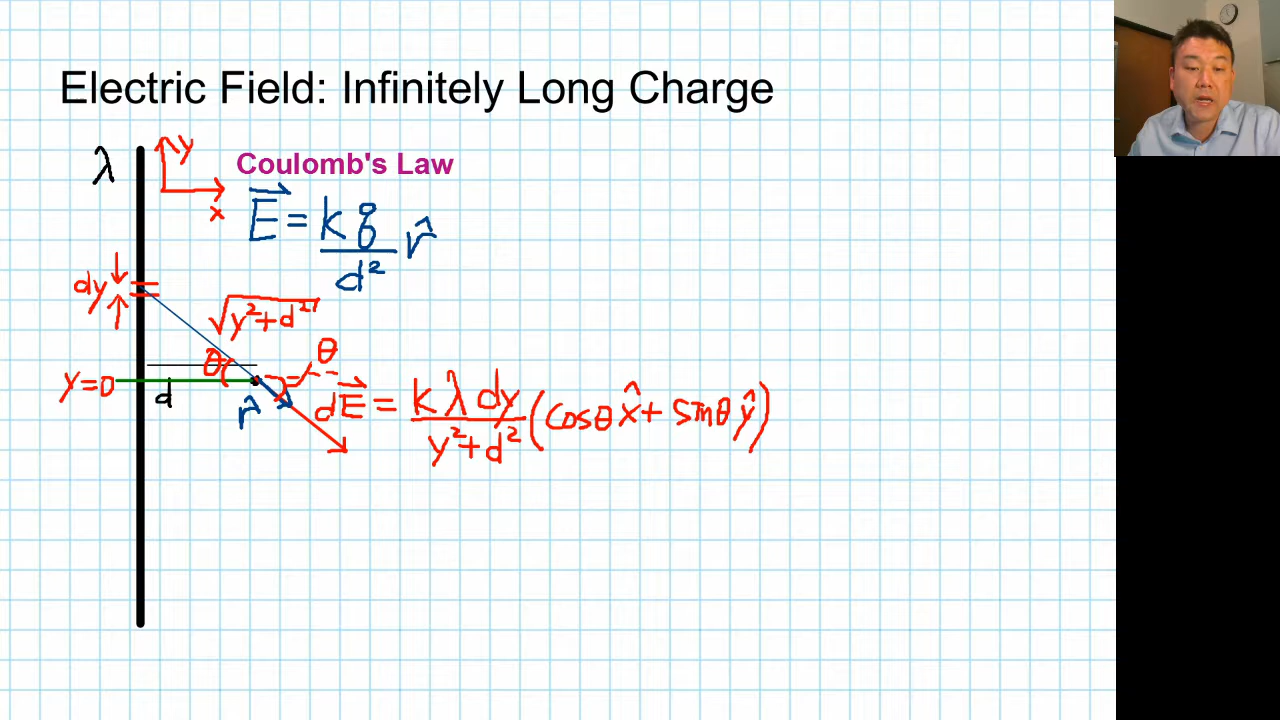 Electric Field: Infinitely Long Charge
λ
y
x
Coulomb's Law
E⃗ = kq/d² r̂
dy
√(y²+d²)
θ
θ
y=0
d
r̂
dE⃗ = kλdy/(y²+d²) (cosθ x̂ + sinθ ŷ)